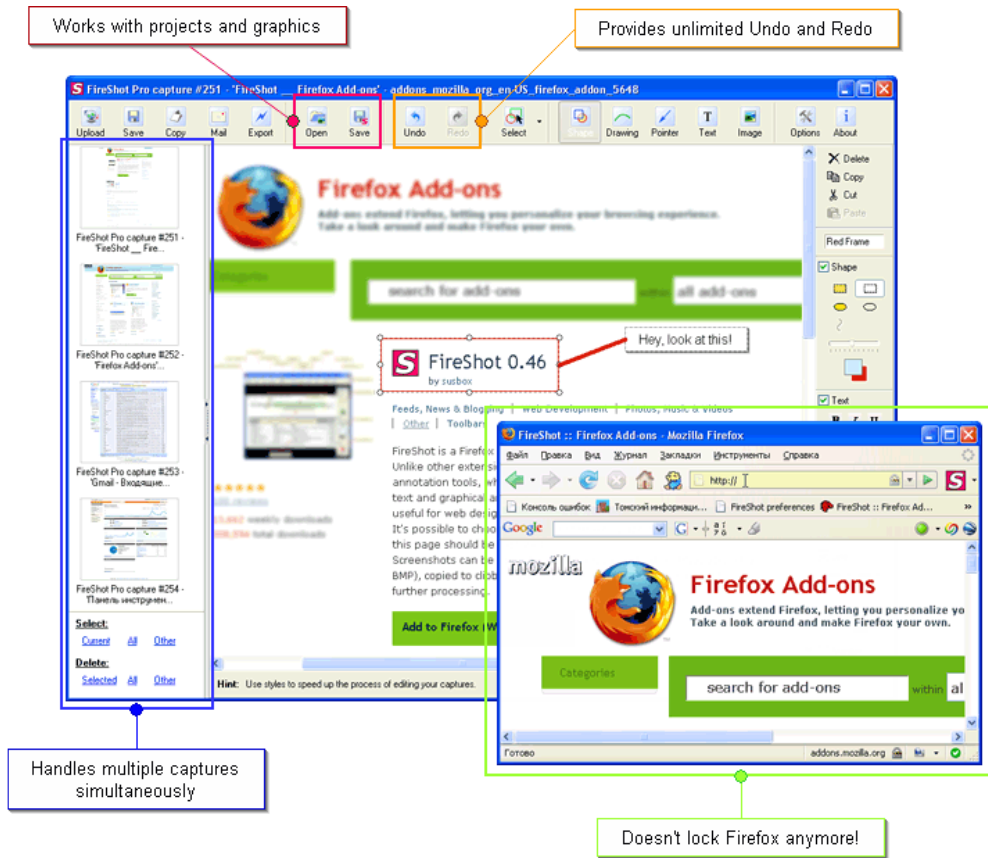 Works with projects and graphics
Provides unlimited Undo and Redo
FireShot Pro capture #251 - 'FireShot __ Firefox Add-ons' - addons_mozilla_org_en-US_firefox_addon_5648
Upload Save Copy Mail Export Open Save Undo Redo Select Shape Drawing Pointer Text Image Options About
FireShot Pro capture #251 -
'FireShot __ Fire...
FireShot Pro capture #252 -
'Firefox Add-ons'...
FireShot Pro capture #253 -
'Gmail - Входящие...
FireShot Pro capture #254 -
'Панель инструмен...
Select:
Current All Other
Delete:
Selected All Other
Firefox Add-ons
Add-ons extend Firefox, letting you personalize your browsing experience.
Take a look around and make Firefox your own.
Categories
search for add-ons within all add-ons
FireShot 0.46
by susbox
Hey, look at this!
Feeds, News & Blogging | Web Development | Photos, Music & Videos
| Other | Toolbars
FireShot is a Firefox
Unlike other
annotation tools,
text and graphical
useful for web
It's possible to
this page should be
Screenshots can be
BMP), copied to
further processing.
weekly downloads
total downloads
Add to Firefox
Hint: Use styles to speed up the process of editing your captures.
Delete
Copy
Cut
Paste
Red Frame
Shape
Text
FireShot :: Firefox Add-ons - Mozilla Firefox
Файл Правка Вид Журнал Закладки Инструменты Справка
http://
Консоль ошибок Томский информаци... FireShot preferences FireShot :: Firefox Ad... »
Google
mozilla
Firefox Add-ons
Add-ons extend Firefox, letting you personalize yo
Take a look around and make Firefox your own.
Categories
search for add-ons within al
Готово addons.mozilla.org
Handles multiple captures
simultaneously
Doesn't lock Firefox anymore!